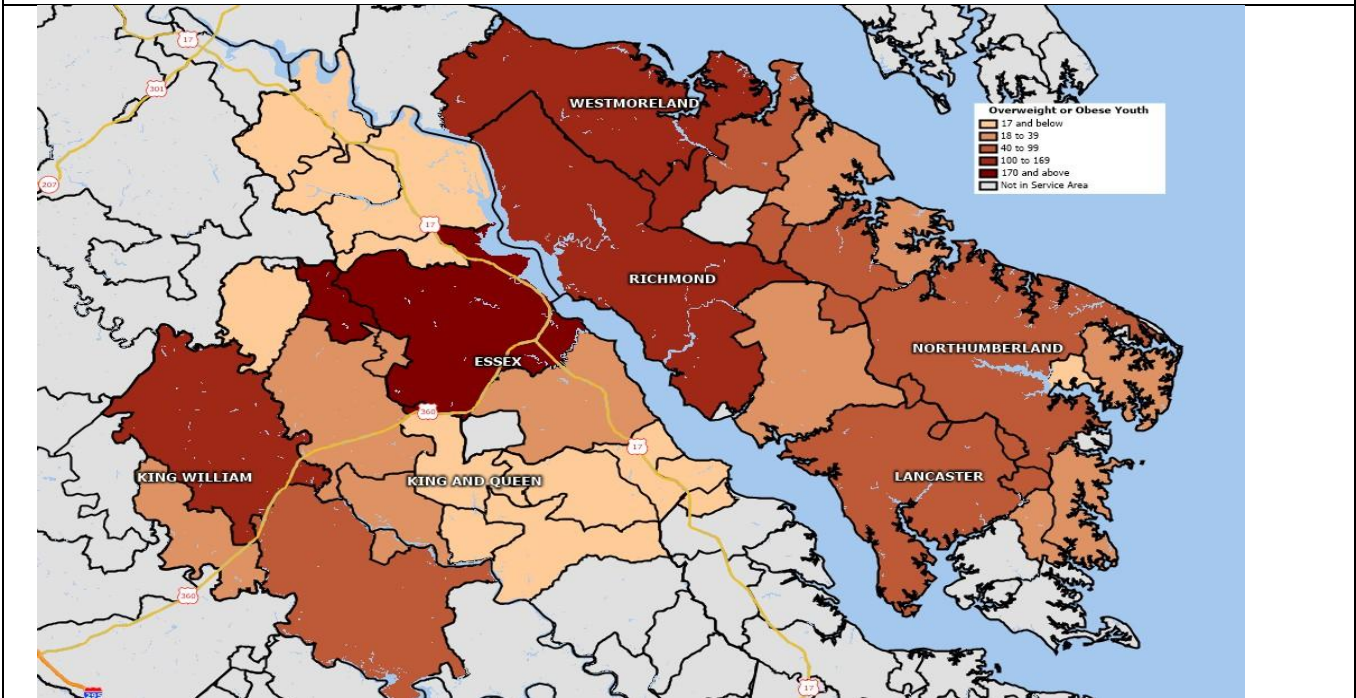 17
301
207
WESTMORELAND
Overweight or Obese Youth
17 and below
18 to 39
40 to 99
100 to 169
170 and above
Not in Service Area
17
RICHMOND
NORTHUMBERLAND
ESSEX
360
17
KING WILLIAM
KING AND QUEEN
LANCASTER
360
17
295